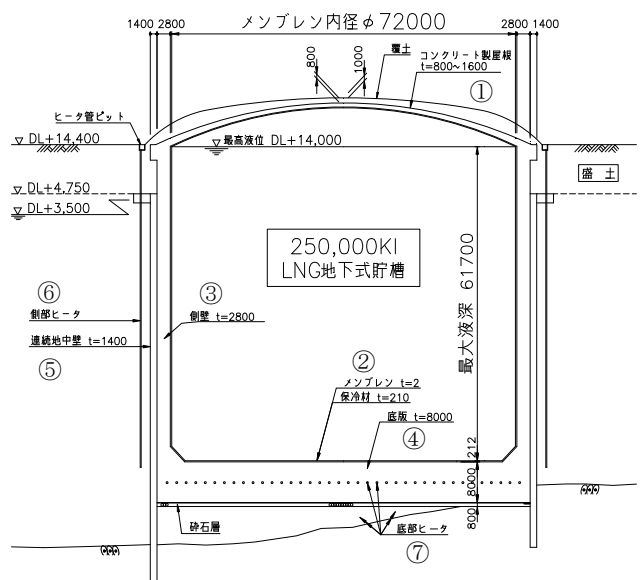 1400 2800 メンブレン内径φ72000 2800 1400
800
1000
覆土
コンクリート製屋根
t=800~1600
①
ヒータ管ピット
DL+14,400
最高液位 DL+14,000
DL+4,750
DL+3,500
盛 土
250,000Kl
LNG地下式貯槽
最大液深 61700
⑥
側部ヒータ
③
側壁 t=2800
連続地中壁 t=1400
⑤
②
メンブレン t=2
保冷材 t=210
底版 t=8000
④
212
8000
800
砕石層
底部ヒータ
⑦